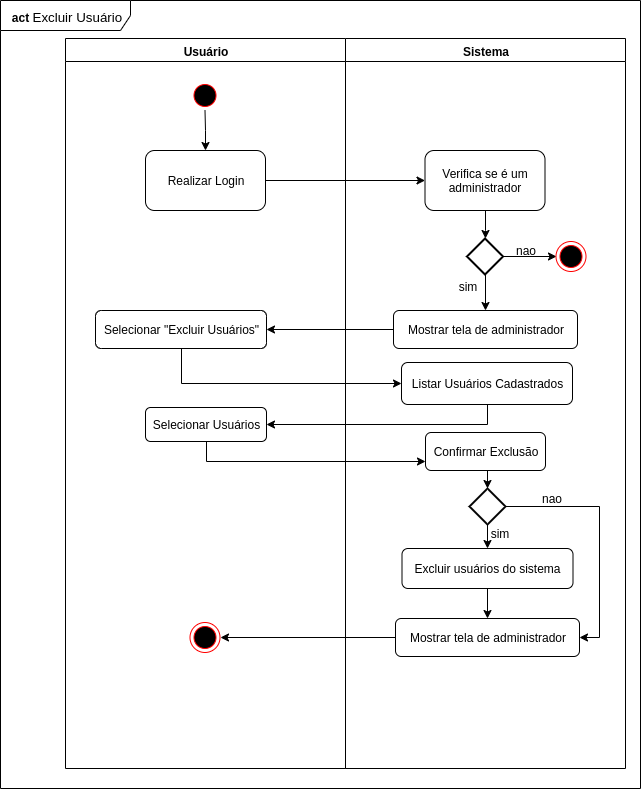 act Excluir Usuário
Usuário
Sistema
Realizar Login
Verifica se é um
administrador
nao
sim
Selecionar "Excluir Usuários"
Mostrar tela de administrador
Listar Usuários Cadastrados
Selecionar Usuários
Confirmar Exclusão
nao
sim
Excluir usuários do sistema
Mostrar tela de administrador